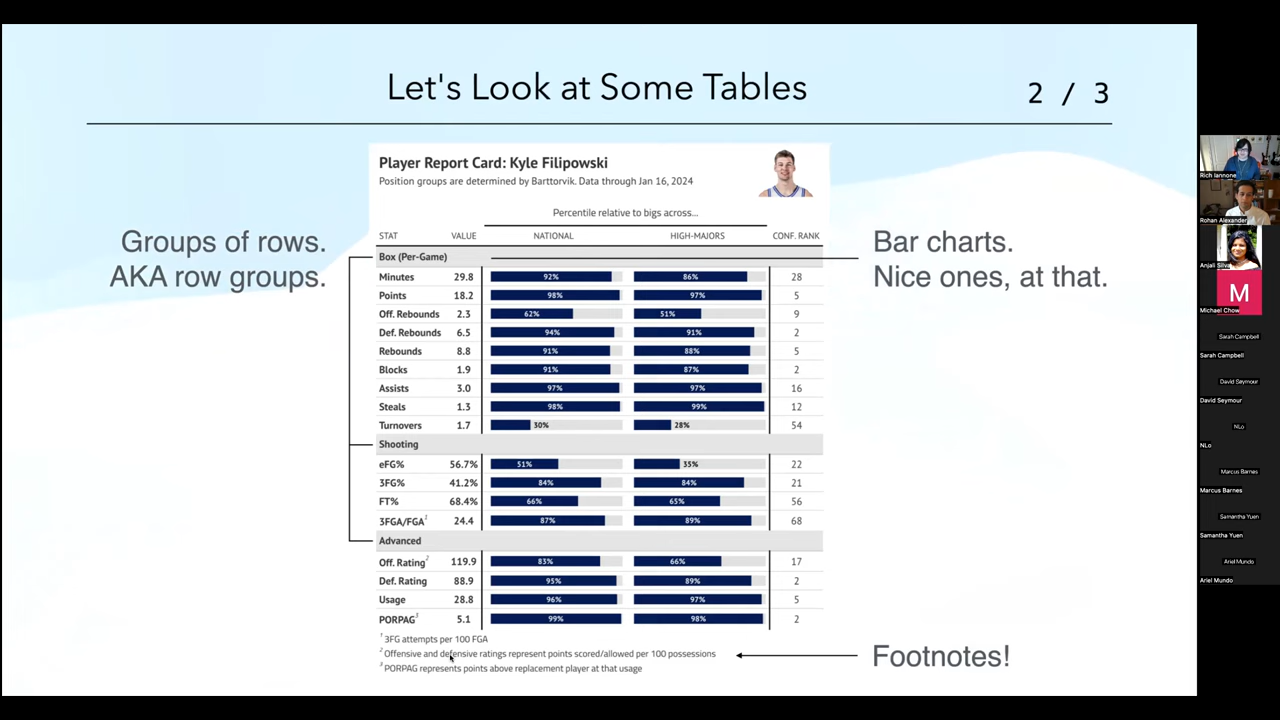 Let's Look at Some Tables
2 / 3
Player Report Card: Kyle Filipowski
Position groups are determined by Barttorvik. Data through Jan 16, 2024
Percentile relative to bigs across...
STAT VALUE NATIONAL HIGH-MAJORS CONF. RANK
Groups of rows.
AKA row groups.
Bar charts.
Nice ones, at that.
Box (Per-Game)
Minutes 29.8 92% 86% 28
Points 18.2 98% 97% 5
Off. Rebounds 2.3 62% 51% 9
Def. Rebounds 6.5 94% 91% 2
Rebounds 8.8 91% 88% 5
Blocks 1.9 91% 87% 2
Assists 3.0 97% 97% 16
Steals 1.3 98% 99% 12
Turnovers 1.7 30% 28% 54
Shooting
eFG% 56.7% 51% 35% 22
3FG% 41.2% 84% 84% 21
FT% 68.4% 66% 65% 56
3FGA/FGA¹ 24.4 87% 89% 68
Advanced
Off. Rating² 119.9 83% 66% 17
Def. Rating 88.9 95% 89% 2
Usage 28.8 96% 97% 5
PORPAG³ 5.1 99% 98% 2
¹ 3FG attempts per 100 FGA
² Offensive and defensive ratings represent points scored/allowed per 100 possessions
³ PORPAG represents points above replacement player at that usage
Footnotes!
Rich Iannone
Rohan Alexander
Anjali Silva
M
Michael Chow
Sarah Campbell
Sarah Campbell
David Seymour
David Seymour
NLo
NLo
Marcus Barnes
Marcus Barnes
Samantha Yuen
Samantha Yuen
Ariel Mundo
Ariel Mundo